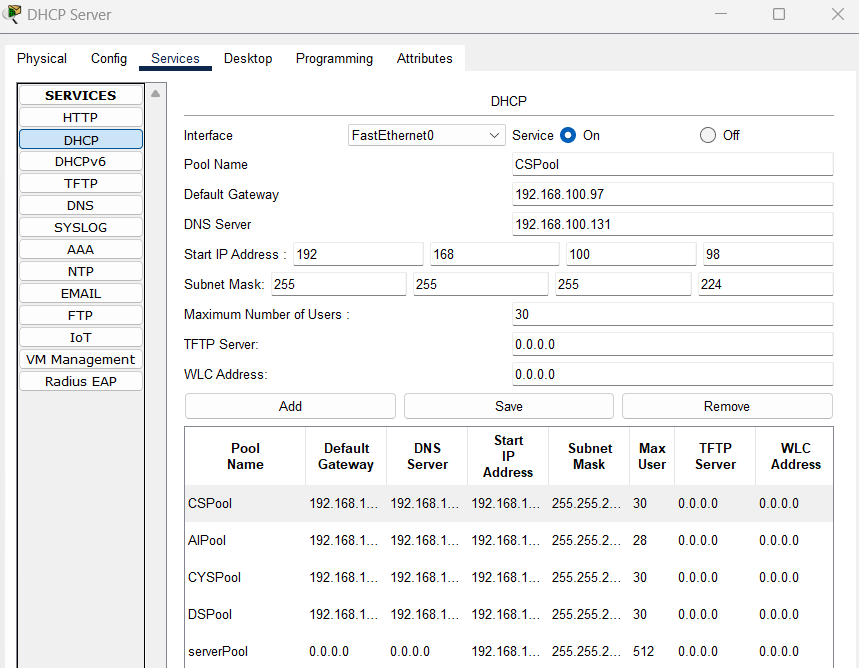 DHCP Server
Physical Config Services Desktop Programming Attributes
SERVICES
HTTP
DHCP
DHCPv6
TFTP
DNS
SYSLOG
AAA
NTP
EMAIL
FTP
IoT
VM Management
Radius EAP
DHCP
Interface FastEthernet0 Service On Off
Pool Name CSPool
Default Gateway 192.168.100.97
DNS Server 192.168.100.131
Start IP Address : 192 168 100 98
Subnet Mask: 255 255 255 224
Maximum Number of Users : 30
TFTP Server: 0.0.0.0
WLC Address: 0.0.0.0
Add Save Remove
Pool Name Default Gateway DNS Server Start IP Address Subnet Mask Max User TFTP Server WLC Address
CSPool 192.168.1... 192.168.1... 192.168.1... 255.255.2... 30 0.0.0.0 0.0.0.0
AIPool 192.168.1... 192.168.1... 192.168.1... 255.255.2... 28 0.0.0.0 0.0.0.0
CYSPool 192.168.1... 192.168.1... 192.168.1... 255.255.2... 30 0.0.0.0 0.0.0.0
DSPool 192.168.1... 192.168.1... 192.168.1... 255.255.2... 30 0.0.0.0 0.0.0.0
serverPool 0.0.0.0 0.0.0.0 192.168.1... 255.255.2... 512 0.0.0.0 0.0.0.0